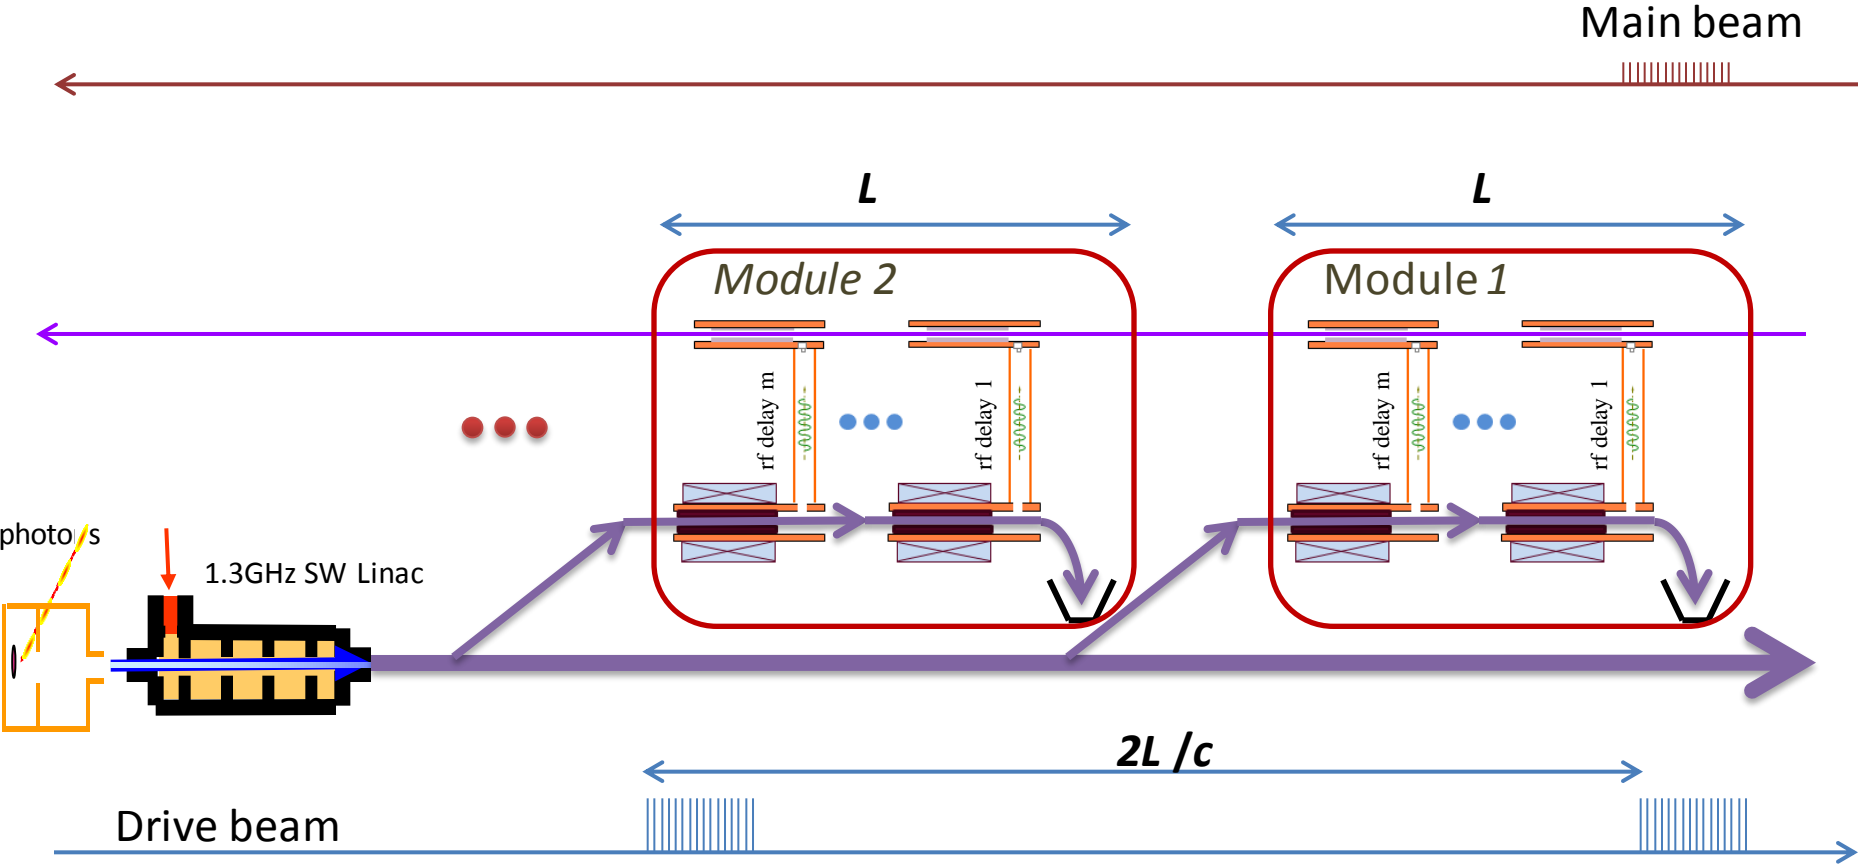 Main beam
L
L
Module 2
Module 1
rf delay m
rf delay 1
rf delay m
rf delay 1
photo s
1.3GHz SW Linac
2L /c
Drive beam